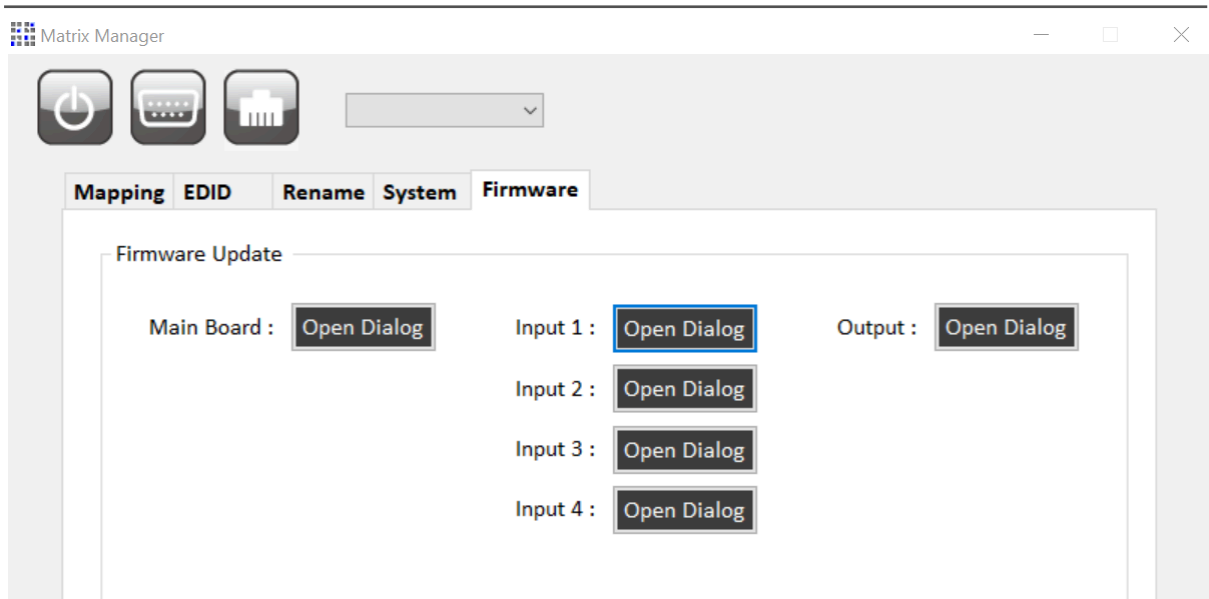 Matrix Manager
Mapping EDID Rename System Firmware
Firmware Update
Main Board : Open Dialog Input 1 : Open Dialog Output : Open Dialog
Input 2 : Open Dialog
Input 3 : Open Dialog
Input 4 : Open Dialog